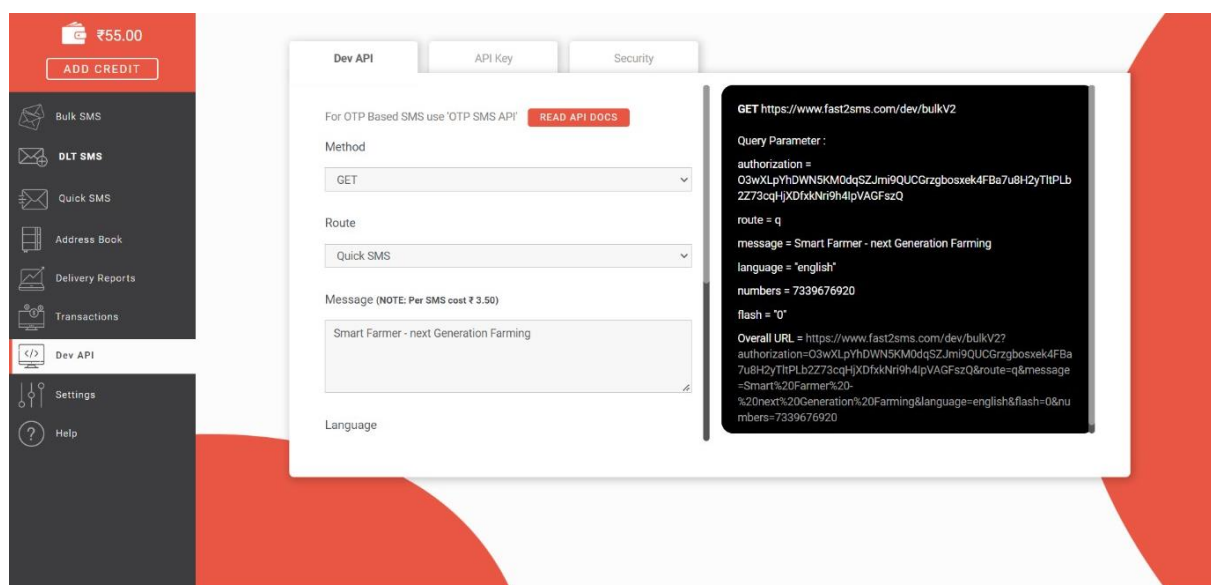 ₹55.00
ADD CREDIT
Bulk SMS
DLT SMS
Quick SMS
Address Book
Delivery Reports
Transactions
Dev API
Settings
Help
Dev API
API Key
Security
For OTP Based SMS use 'OTP SMS API' READ API DOCS
Method
GET
Route
Quick SMS
Message (NOTE: Per SMS cost ₹ 3.50)
Smart Farmer - next Generation Farming
Language
GET https://www.fast2sms.com/dev/bulkV2
Query Parameter :
authorization =
O3wXLpYhDWN5KM0dqSZJmi9QUCGrzgbosxek4FBa7u8H2yTltPLb
2Z73cqHjXDfxkNri9h4IpVAGFszQ
route = q
message = Smart Farmer - next Generation Farming
language = "english"
numbers = 7339676920
flash = "0"
Overall URL = https://www.fast2sms.com/dev/bulkV2?
authorization=O3wXLpYhDWN5KM0dqSZJmi9QUCGrzgbosxek4FBa
7u8H2yTltPLb2Z73cqHjXDfxkNri9h4IpVAGFszQ&route=q&message
=Smart%20Farmer%20-
%20next%20Generation%20Farming&language=english&flash=0&nu
mbers=7339676920